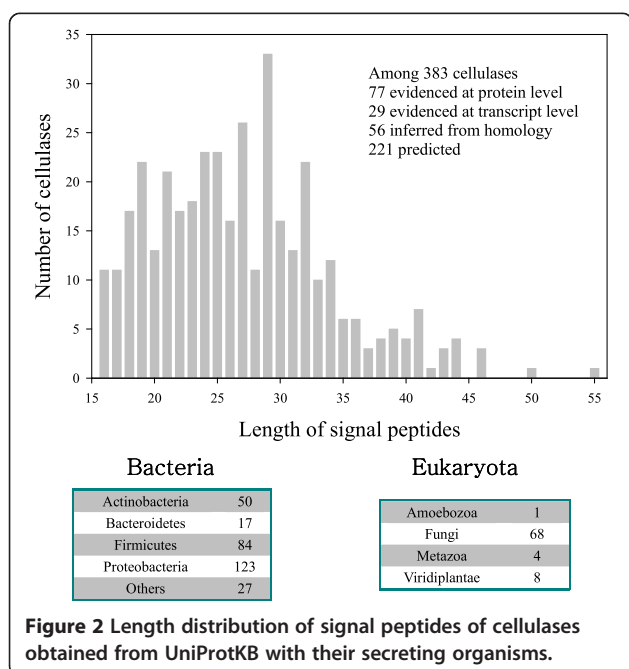 35
30
25
20
15
10
5
0
Number of cellulases
Among 383 cellulases
77 evidenced at protein level
29 evidenced at transcript level
56 inferred from homology
221 predicted
15 20 25 30 35 40 45 50 55
Length of signal peptides
Bacteria
Actinobacteria 50
Bacteroidetes 17
Firmicutes 84
Proteobacteria 123
Others 27
Eukaryota
Amoebozoa 1
Fungi 68
Metazoa 4
Viridiplantae 8
Figure 2 Length distribution of signal peptides of cellulases
obtained from UniProtKB with their secreting organisms.